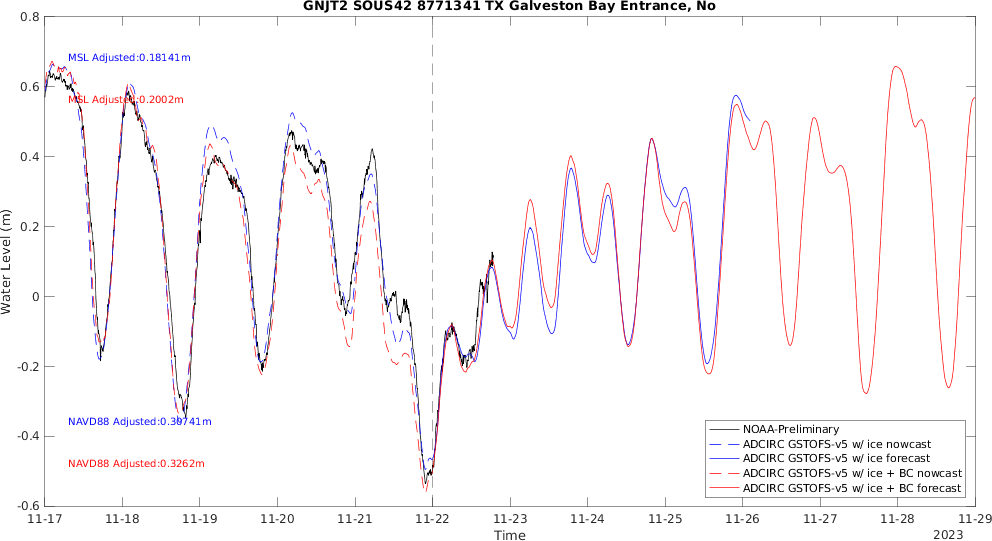 GNJT2 SOUS42 8771341 TX Galveston Bay Entrance, No
0.8
0.6
0.4
0.2
0
-0.2
-0.4
-0.6
Water Level (m)
MSL Adjusted:0.18141m
MSL Adjusted:0.2002m
NAVD88 Adjusted:0.30741m
NAVD88 Adjusted:0.3262m
NOAA-Preliminary
ADCIRC GSTOFS-v5 w/ ice nowcast
ADCIRC GSTOFS-v5 w/ ice forecast
ADCIRC GSTOFS-v5 w/ ice + BC nowcast
ADCIRC GSTOFS-v5 w/ ice + BC forecast
11-17 11-18 11-19 11-20 11-21 11-22 11-23 11-24 11-25 11-26 11-27 11-28 11-29
Time
2023